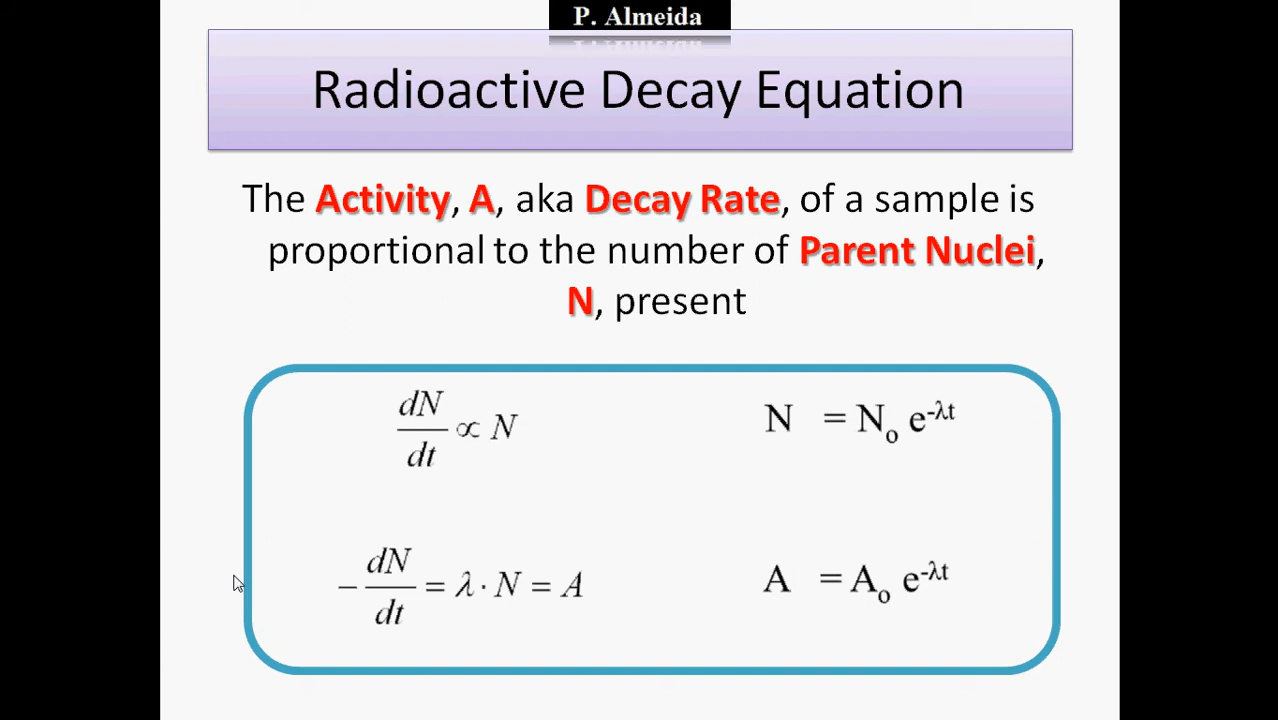 P. Almeida
Radioactive Decay Equation
The Activity, A, aka Decay Rate, of a sample is
proportional to the number of Parent Nuclei,
N, present
dN/dt ∝ N
N = Nₒ e^-λt
-dN/dt = λ · N = A
A = Aₒ e^-λt